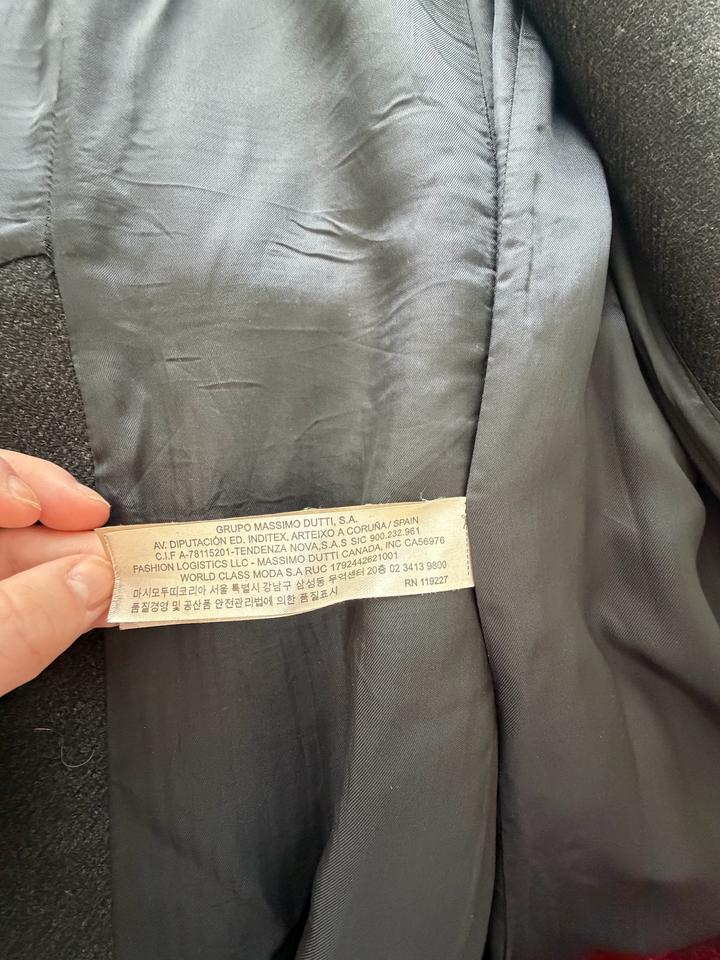 GRUPO MASSIMO DUTTI, S.A.
AV. DIPUTACIÓN ED. INDITEX, ARTEIXO A CORUÑA / SPAIN
C.I.F A-78115201-TENDENZA NOVA,S.A.S SIC 900.232.961
FASHION LOGISTICS LLC - MASSIMO DUTTI CANADA, INC CA56976
WORLD CLASS MODA S.A RUC 1792442621001
마시모두띠코리아 서울 특별시 강남구 삼성동 무역센터 20층 02 3413 9800
품질경영 및 공산품 안전관리법에 의한 품질표시 RN 119227